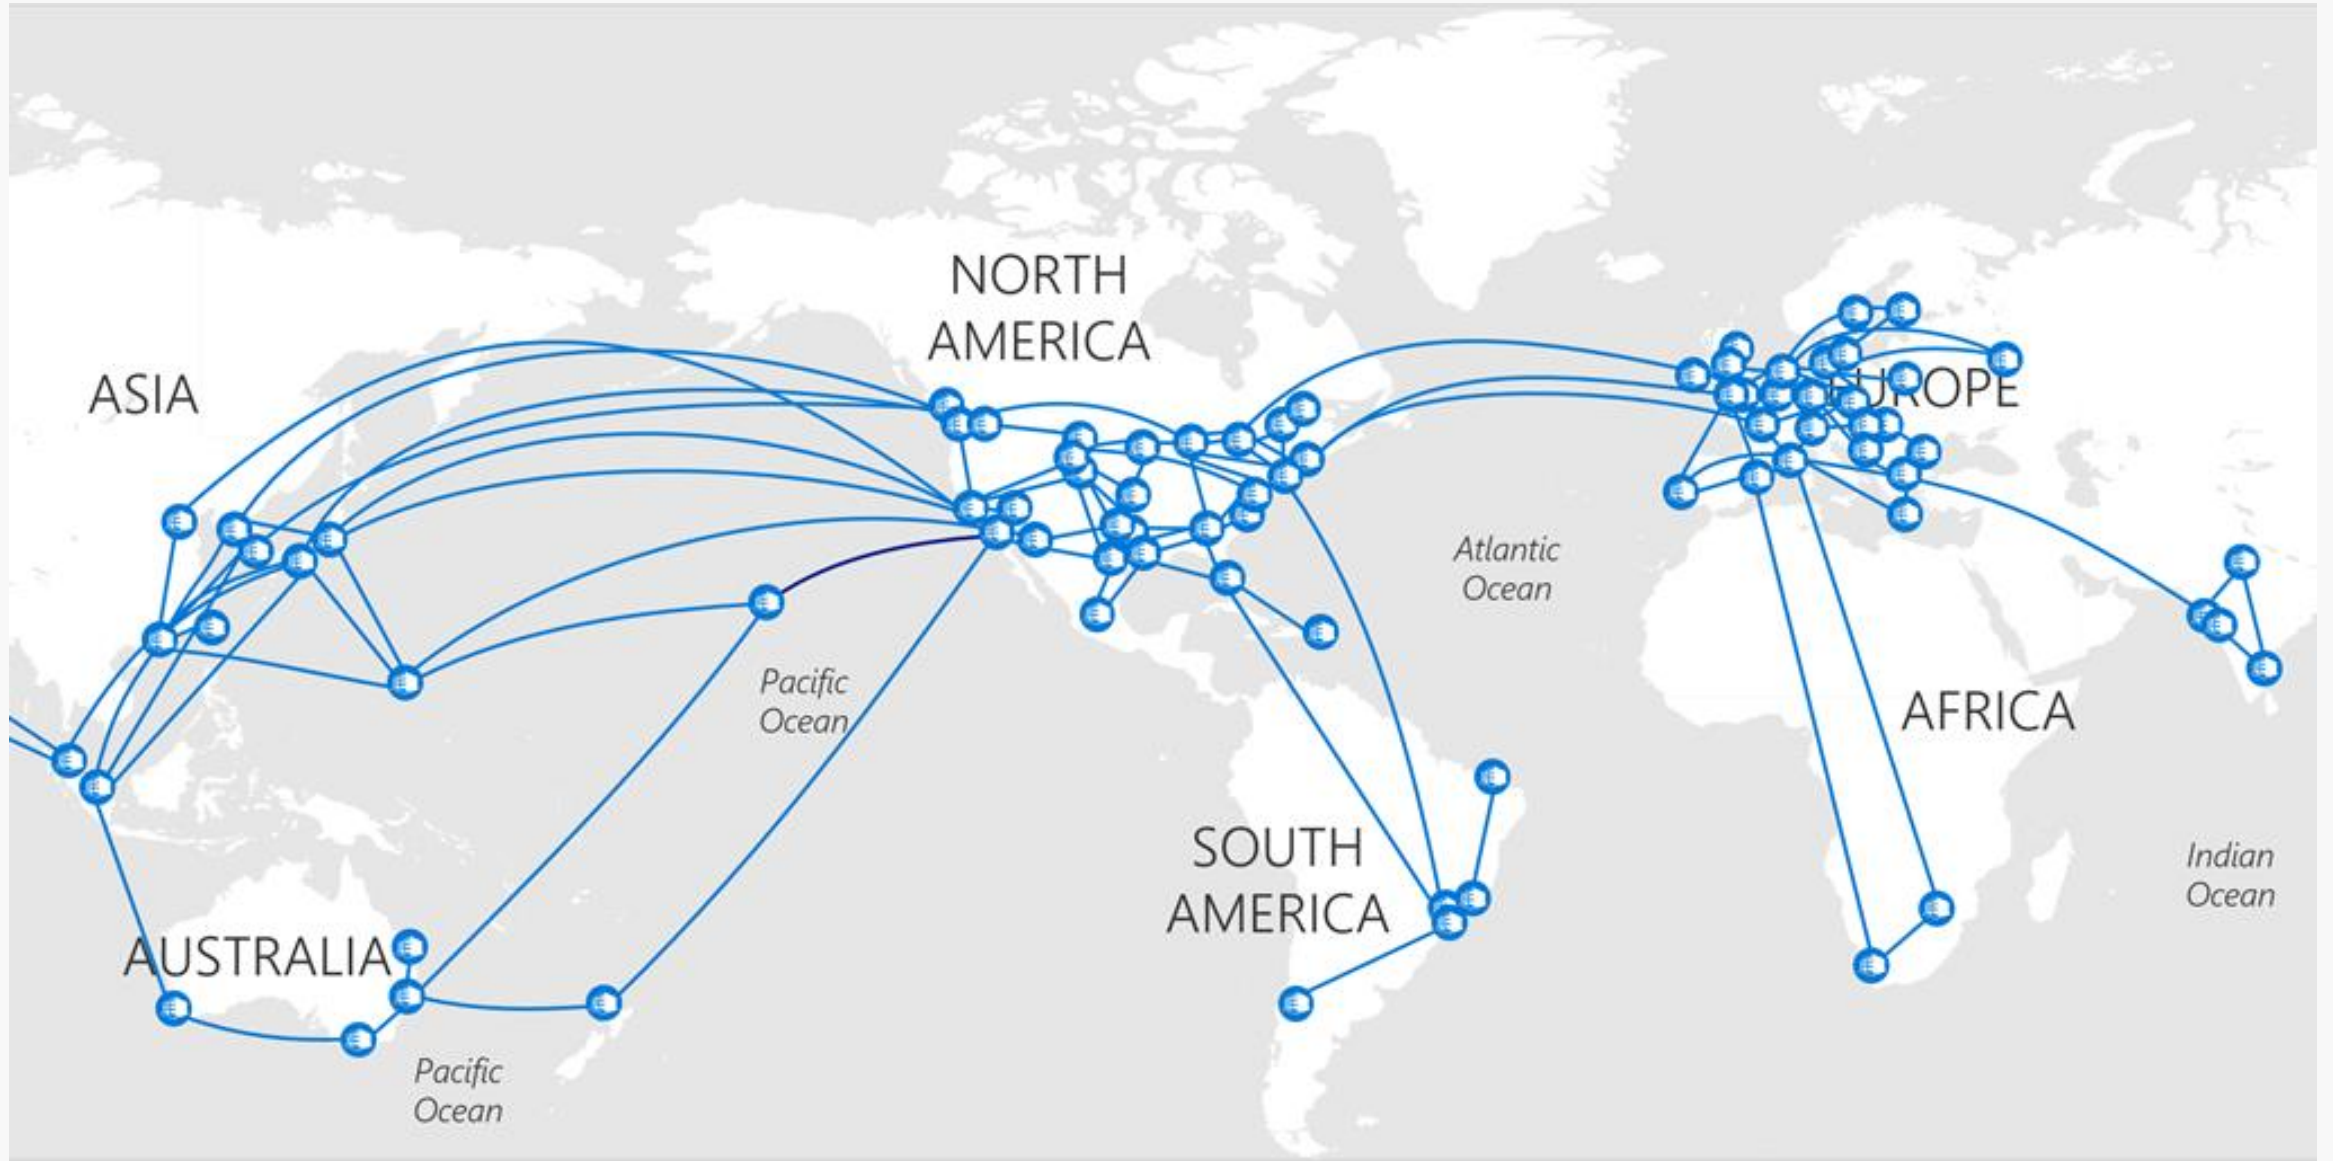 NORTH
AMERICA
ASIA
EUROPE
Atlantic
Ocean
Pacific
Ocean
AFRICA
SOUTH
AMERICA
Indian
Ocean
AUSTRALIA
Pacific
Ocean